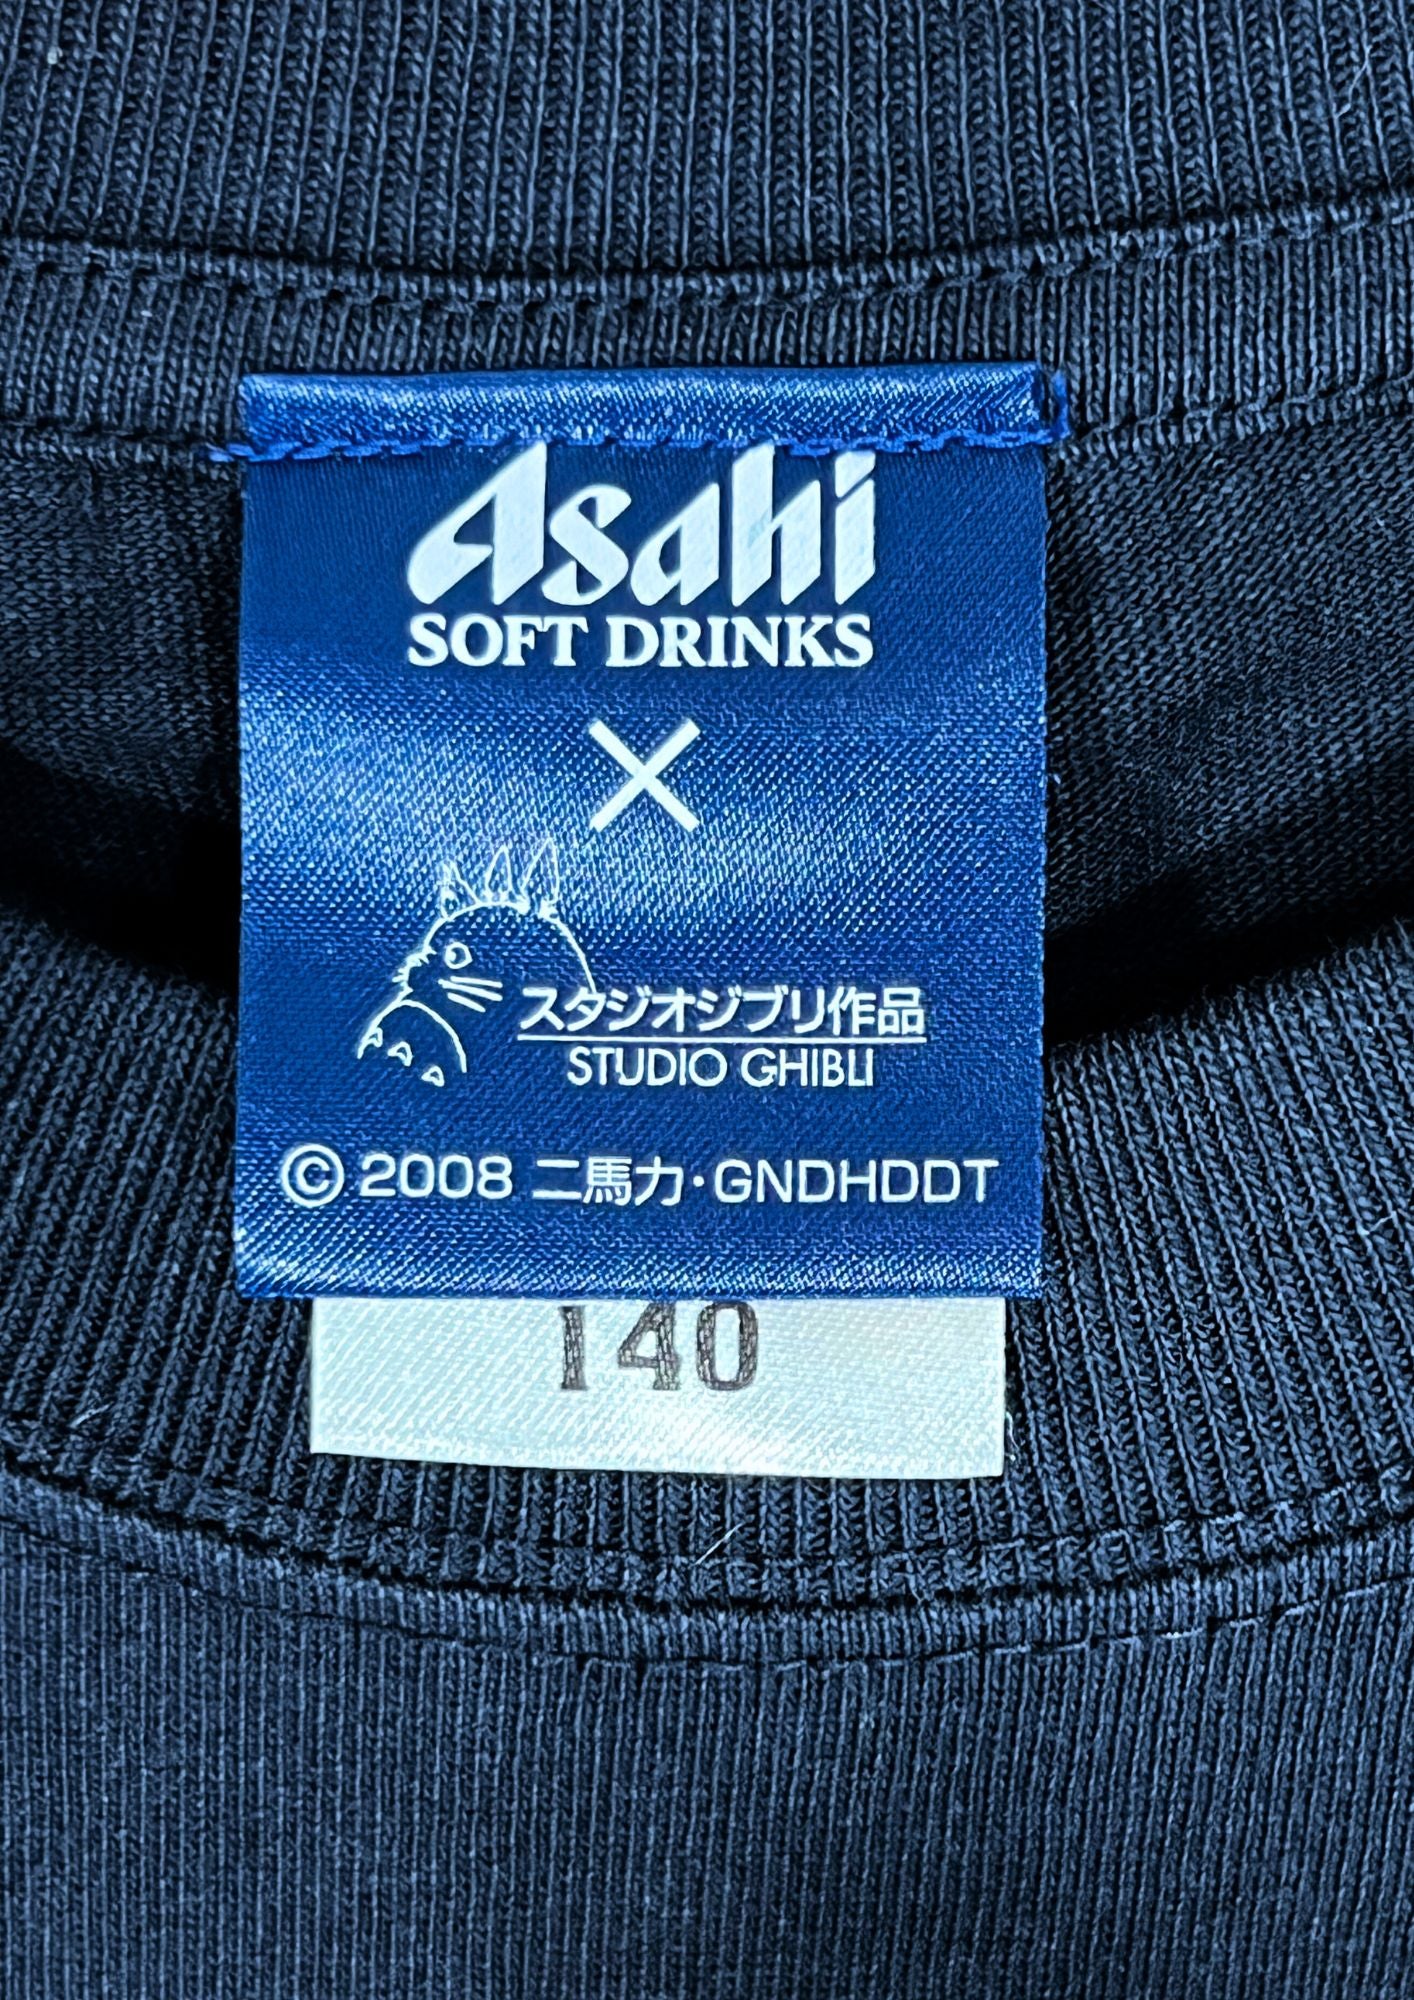 Asahi
SOFT DRINKS
×
スタジオジブリ作品
STUDIO GHIBLI
© 2008 二馬力・GNDHDDT
140